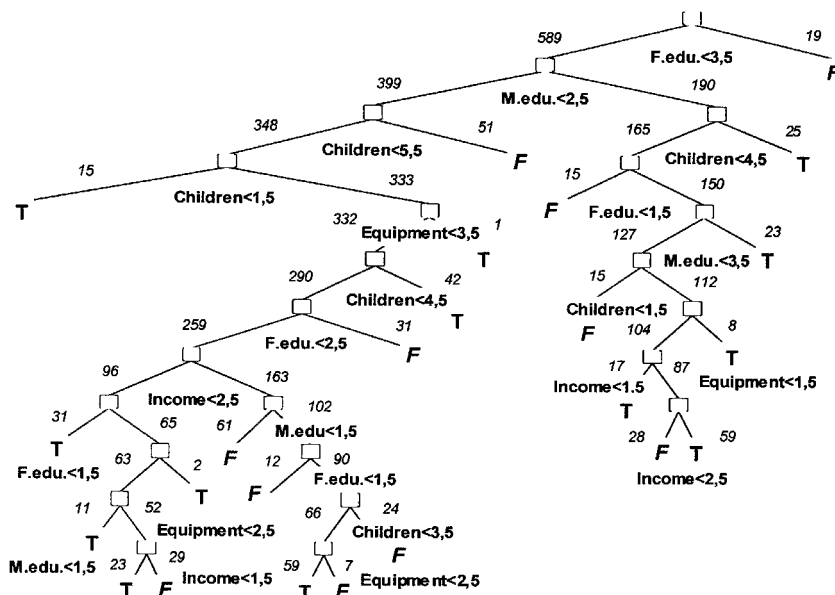 589 19
F.edu.<3,5 F
399 190
M.edu.<2,5
348 51 165 25
Children<5,5 F Children<4,5 T
15 333 15 150
T Children<1,5 F F.edu.<1,5
332 1 127 23
Equipment<3,5 T M.edu.<3,5 T
290 42 15 112
Children<4,5 T Children<1,5 F
259 31 104 8
F.edu.<2,5 F T
96 163 17 87
Income<2,5 Income<1,5 Equipment<1,5
31 65 61 102 T
T F M.edu<1,5 28 59
F.edu.<1,5 F T
63 2 12 90 Income<2,5
T F F.edu.<1,5
11 52 66 24
T Equipment<2,5 Children<3,5
F
M.edu.<1,5 23 29 Income<1,5 59 7 Equipment<2,5
T F T F